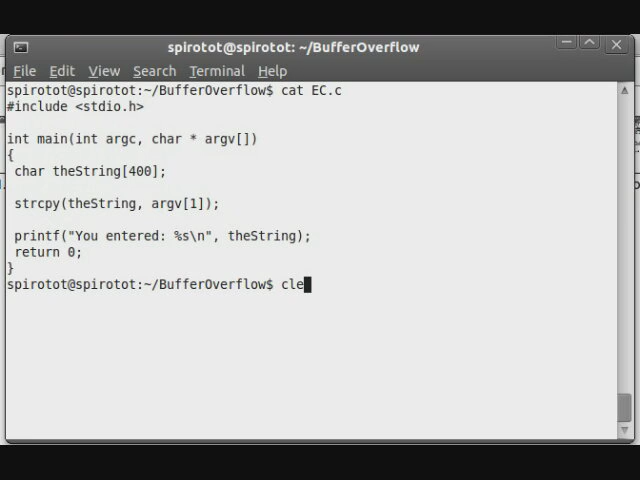 spirotot@spirotot: ~/BufferOverflow
File Edit View Search Terminal Help
spirotot@spirotot:~/BufferOverflow$ cat EC.c
#include <stdio.h>
int main(int argc, char * argv[])
{
char theString[400];
strcpy(theString, argv[1]);
printf("You entered: %s\n", theString);
return 0;
}
spirotot@spirotot:~/BufferOverflow$ cle